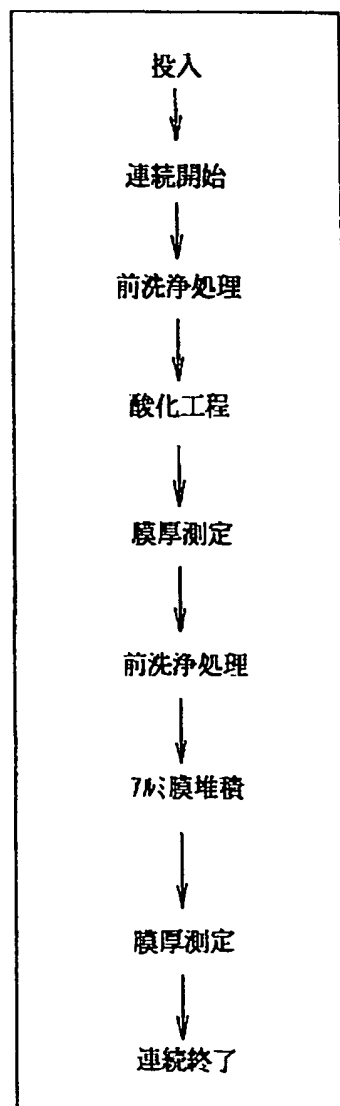 投入
連続開始
前洗浄処理
酸化工程
膜厚測定
前洗浄処理
ｱﾙﾐ膜堆積
膜厚測定
連続終了